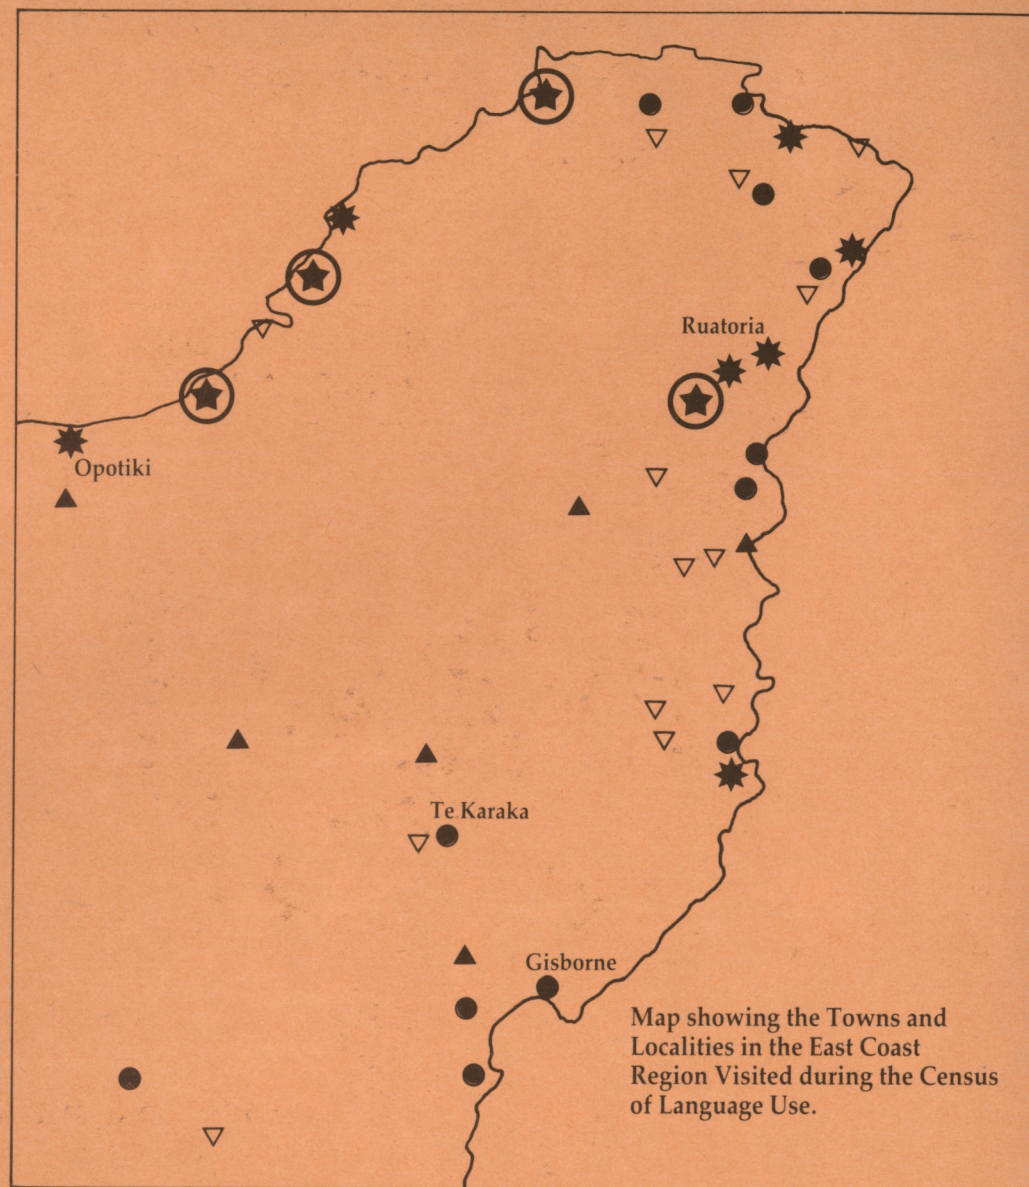 Ruatoria
Opotiki
Te Karaka
Gisborne
Map showing the Towns and
Localities in the East Coast
Region Visited during the Census
of Language Use.